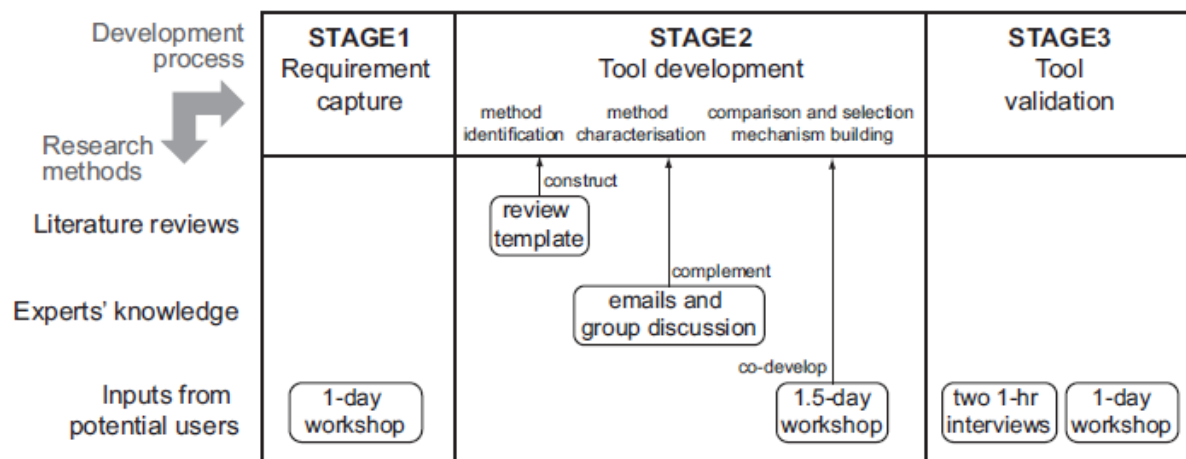 Development
process
Research
methods
STAGE1
Requirement
capture
STAGE2
Tool development
method
identification
method
characterisation
comparison and selection
mechanism building
STAGE3
Tool
validation
Literature reviews
construct
review
template
Experts' knowledge
complement
emails and
group discussion
Inputs from
potential users
1-day
workshop
co-develop
1.5-day
workshop
two 1-hr
interviews
1-day
workshop